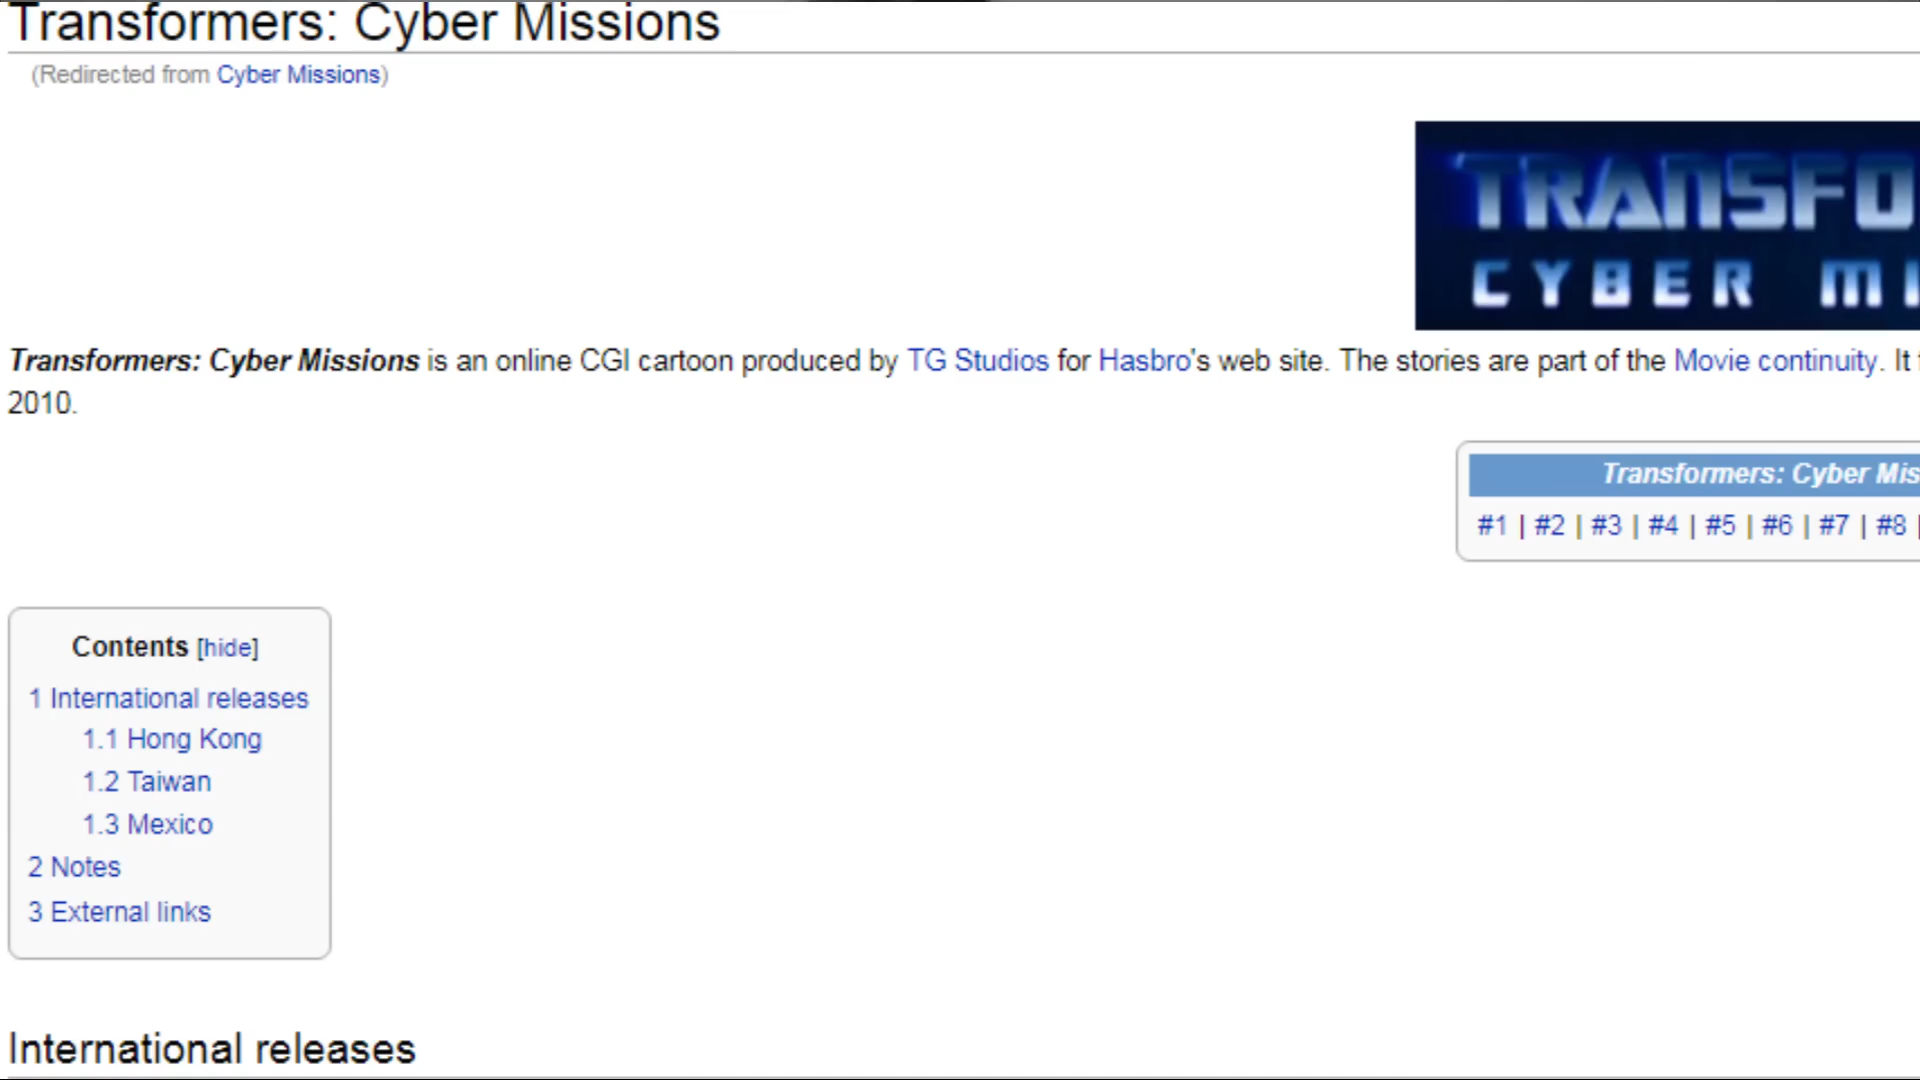 Transformers: Cyber Missions
(Redirected from Cyber Missions)
TRANSFO
CYBER MI
Transformers: Cyber Missions is an online CGI cartoon produced by TG Studios for Hasbro's web site. The stories are part of the Movie continuity. It
2010.
Transformers: Cyber Mis
#1 | #2 | #3 | #4 | #5 | #6 | #7 | #8 |
Contents [hide]
1 International releases
1.1 Hong Kong
1.2 Taiwan
1.3 Mexico
2 Notes
3 External links
International releases